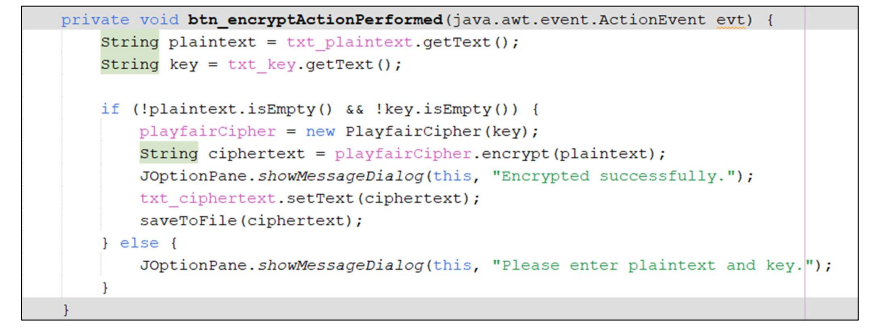 private void btn_encryptActionPerformed(java.awt.event.ActionEvent evt) {
    String plaintext = txt_plaintext.getText();
    String key = txt_key.getText();

    if (!plaintext.isEmpty() && !key.isEmpty()) {
        playfairCipher = new PlayfairCipher(key);
        String ciphertext = playfairCipher.encrypt(plaintext);
        JOptionPane.showMessageDialog(this, "Encrypted successfully.");
        txt_ciphertext.setText(ciphertext);
        saveToFile(ciphertext);
    } else {
        JOptionPane.showMessageDialog(this, "Please enter plaintext and key.");
    }
}